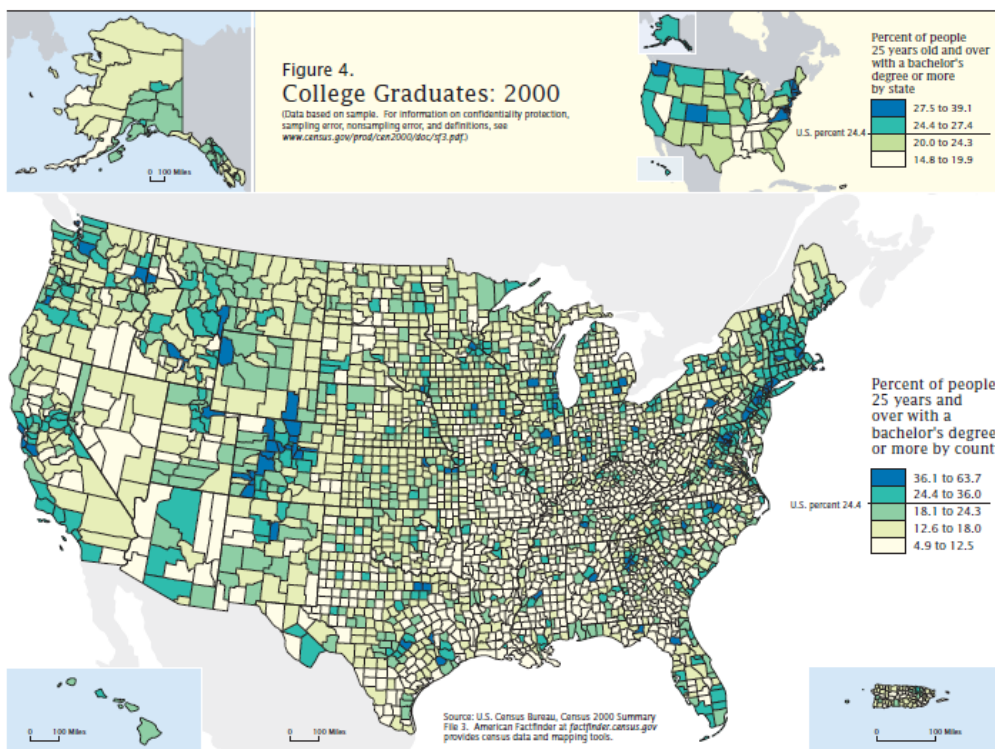 Figure 4.
College Graduates: 2000
(Data based on sample. For information on confidentiality protection,
sampling error, nonsampling error, and definitions, see
www.census.gov/prod/cen2000/doc/sf3.pdf.)
0 100 Miles
Percent of people
25 years old and over
with a bachelor's
degree or more
by state
27.5 to 39.1
24.4 to 27.4
U.S. percent 24.4
20.0 to 24.3
14.8 to 19.9
Percent of people
25 years and
over with a
bachelor's degree
or more by count
36.1 to 63.7
24.4 to 36.0
U.S. percent 24.4
18.1 to 24.3
12.6 to 18.0
4.9 to 12.5
0 100 Miles
0 100 Miles
Source: U.S. Census Bureau, Census 2000 Summary
File 3. American Factfinder at factfinder.census.gov
provides census data and mapping tools.
0 100 Miles